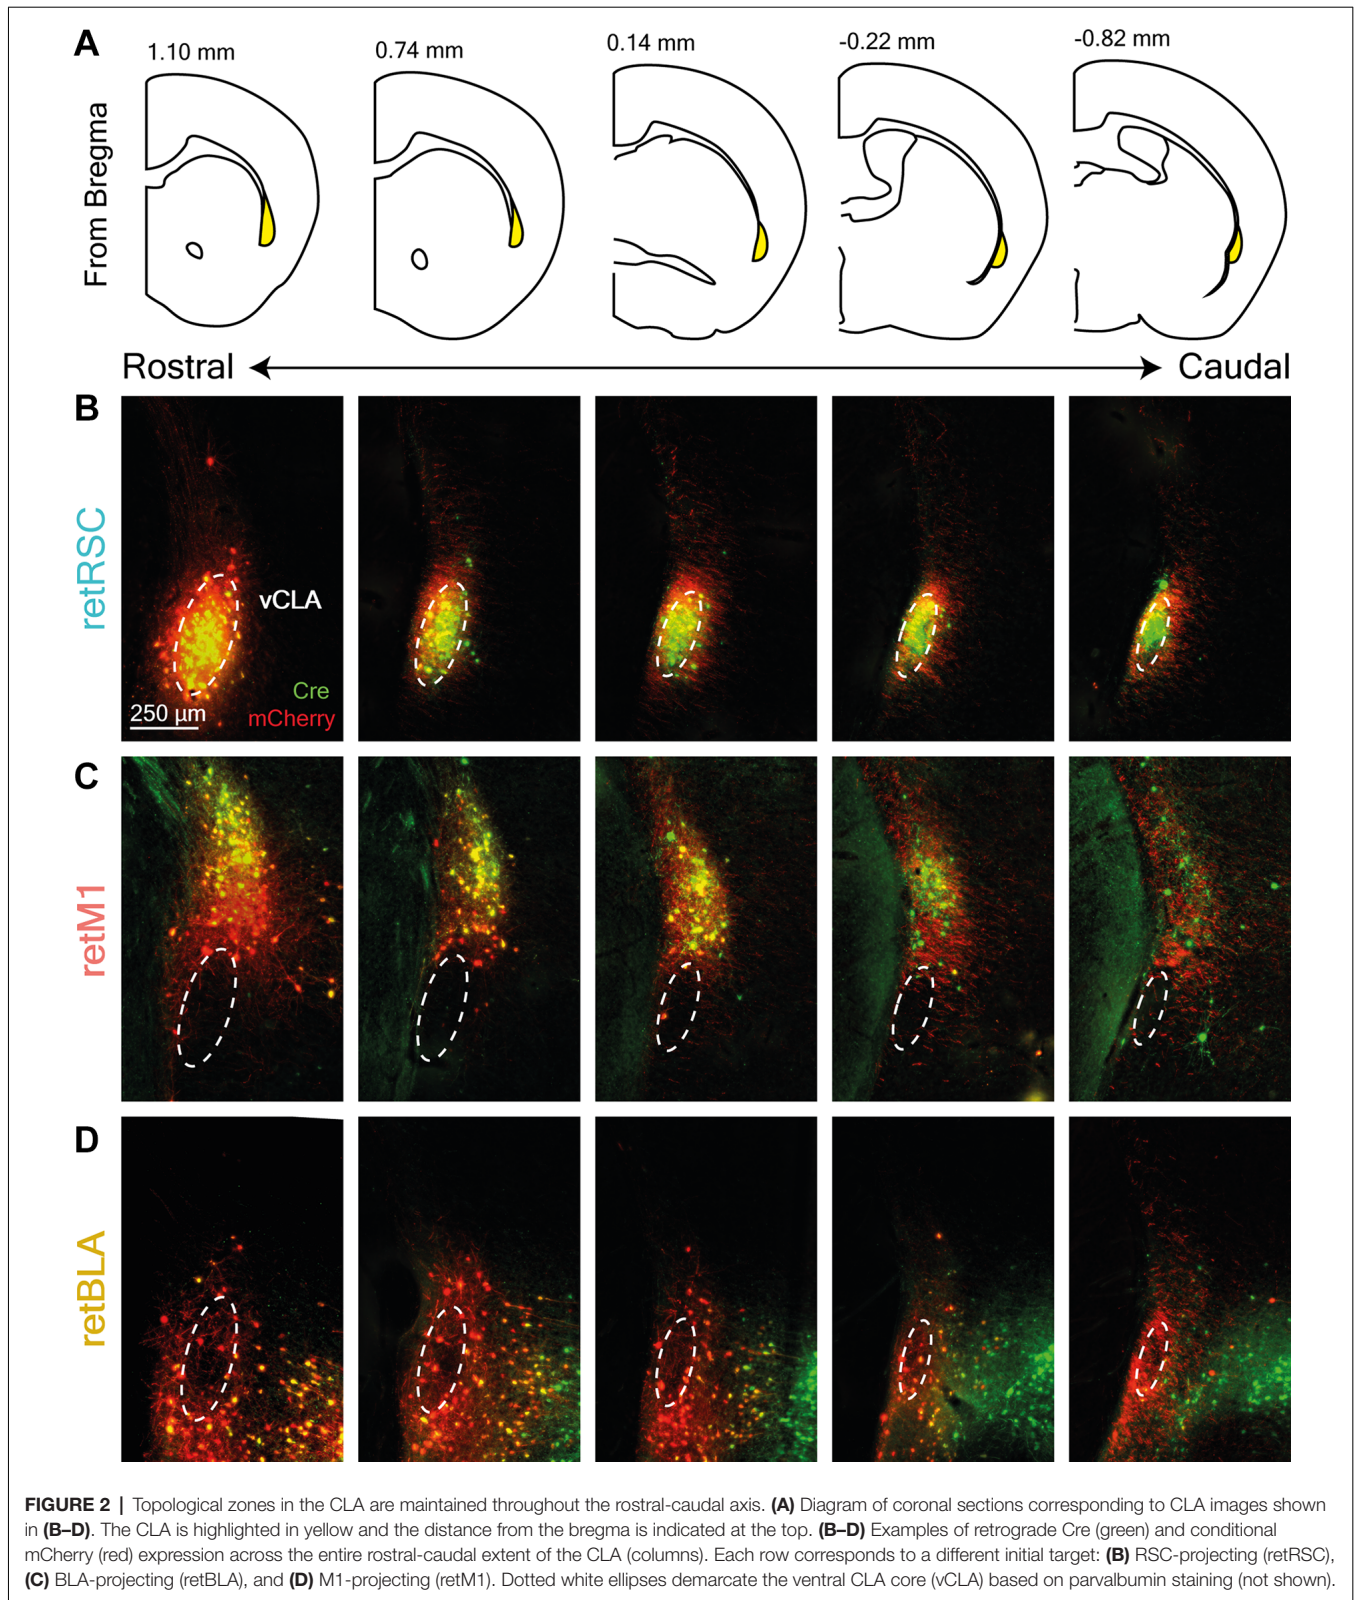 A
1.10 mm
0.74 mm
0.14 mm
-0.22 mm
-0.82 mm
From Bregma
Rostral
Caudal
B
retRSC
vCLA
Cre
mCherry
250 µm
C
retM1
D
retBLA
FIGURE 2 | Topological zones in the CLA are maintained throughout the rostral-caudal axis. (A) Diagram of coronal sections corresponding to CLA images shown
in (B–D). The CLA is highlighted in yellow and the distance from the bregma is indicated at the top. (B–D) Examples of retrograde Cre (green) and conditional
mCherry (red) expression across the entire rostral-caudal extent of the CLA (columns). Each row corresponds to a different initial target: (B) RSC-projecting (retRSC),
(C) BLA-projecting (retBLA), and (D) M1-projecting (retM1). Dotted white ellipses demarcate the ventral CLA core (vCLA) based on parvalbumin staining (not shown).